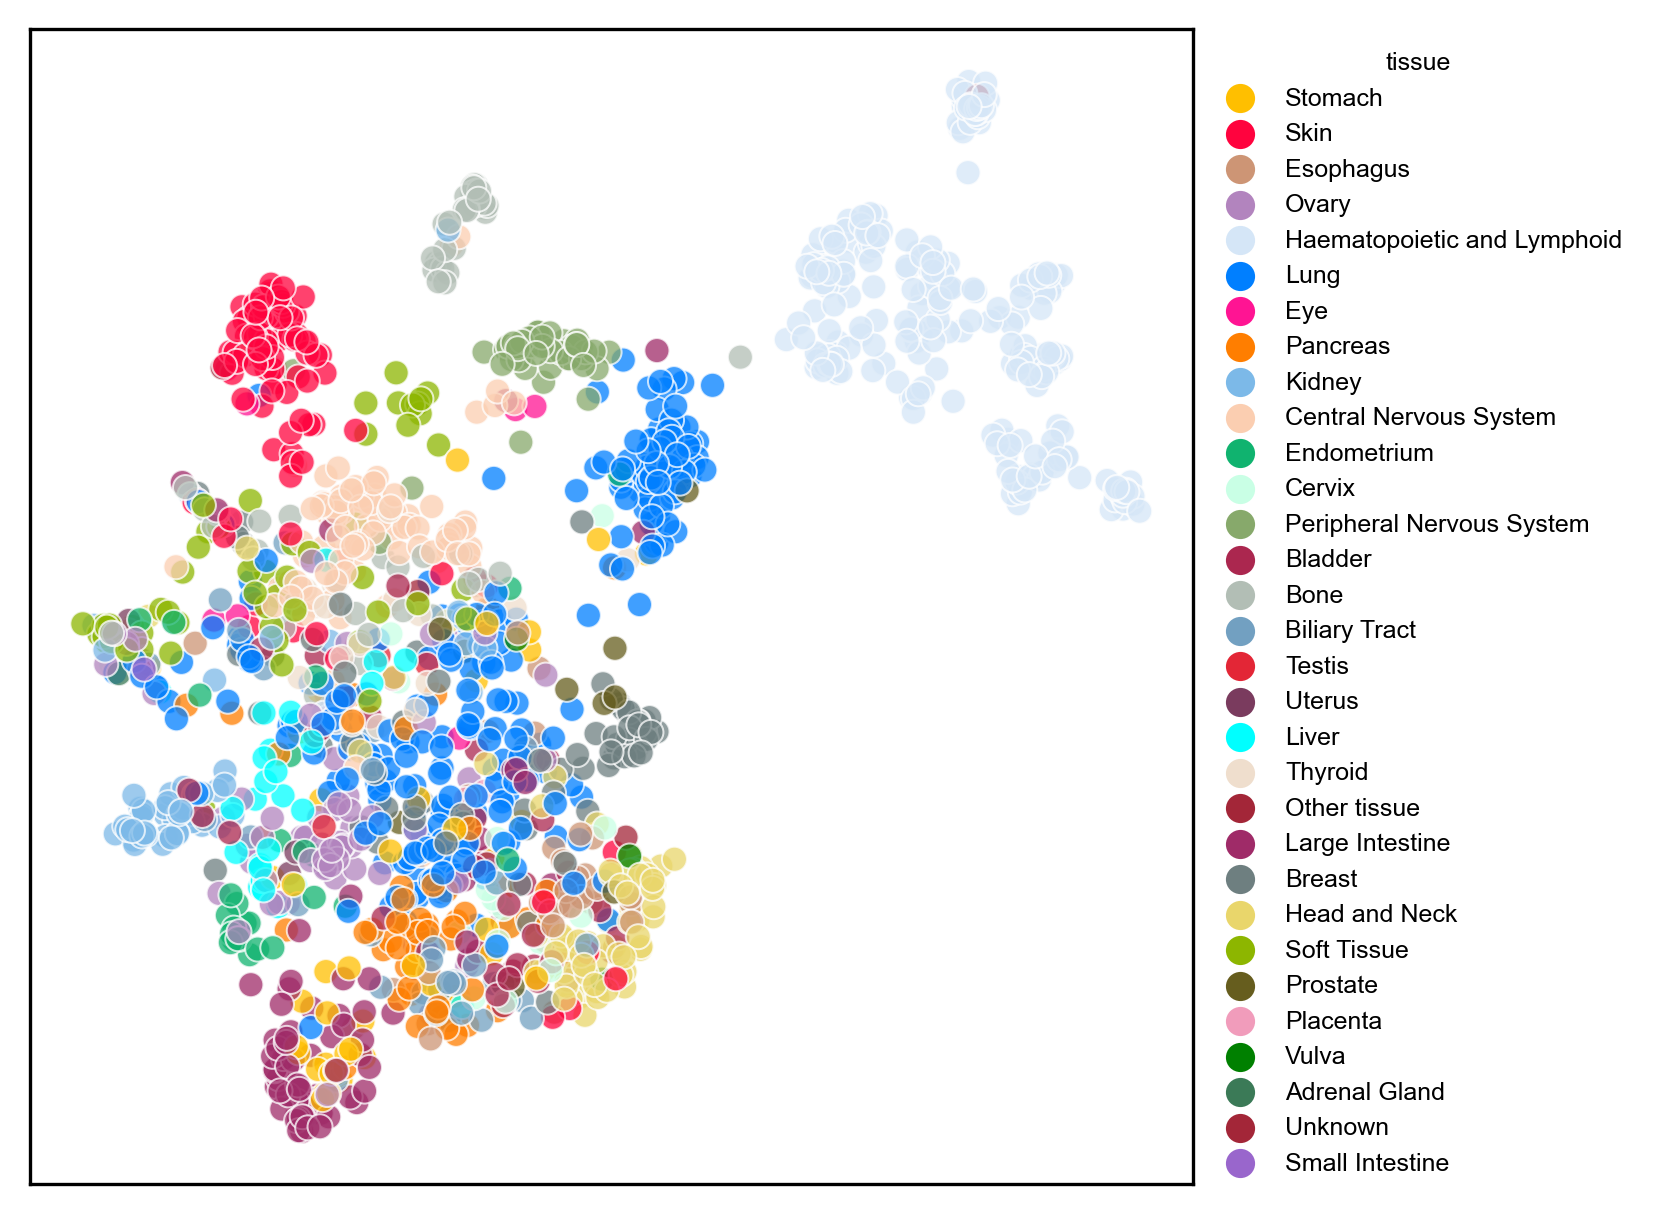 tissue
Stomach
Skin
Esophagus
Ovary
Haematopoietic and Lymphoid
Lung
Eye
Pancreas
Kidney
Central Nervous System
Endometrium
Cervix
Peripheral Nervous System
Bladder
Bone
Biliary Tract
Testis
Uterus
Liver
Thyroid
Other tissue
Large Intestine
Breast
Head and Neck
Soft Tissue
Prostate
Placenta
Vulva
Adrenal Gland
Unknown
Small Intestine